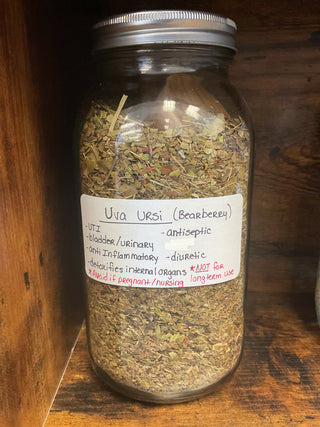 Uva Ursi (Bearberry)
-UTI -antiseptic
-bladder/urinary
-anti Inflammatory -diuretic
-detoxifies internal organs *NOT for
*Avoid if pregnant/nursing long term use